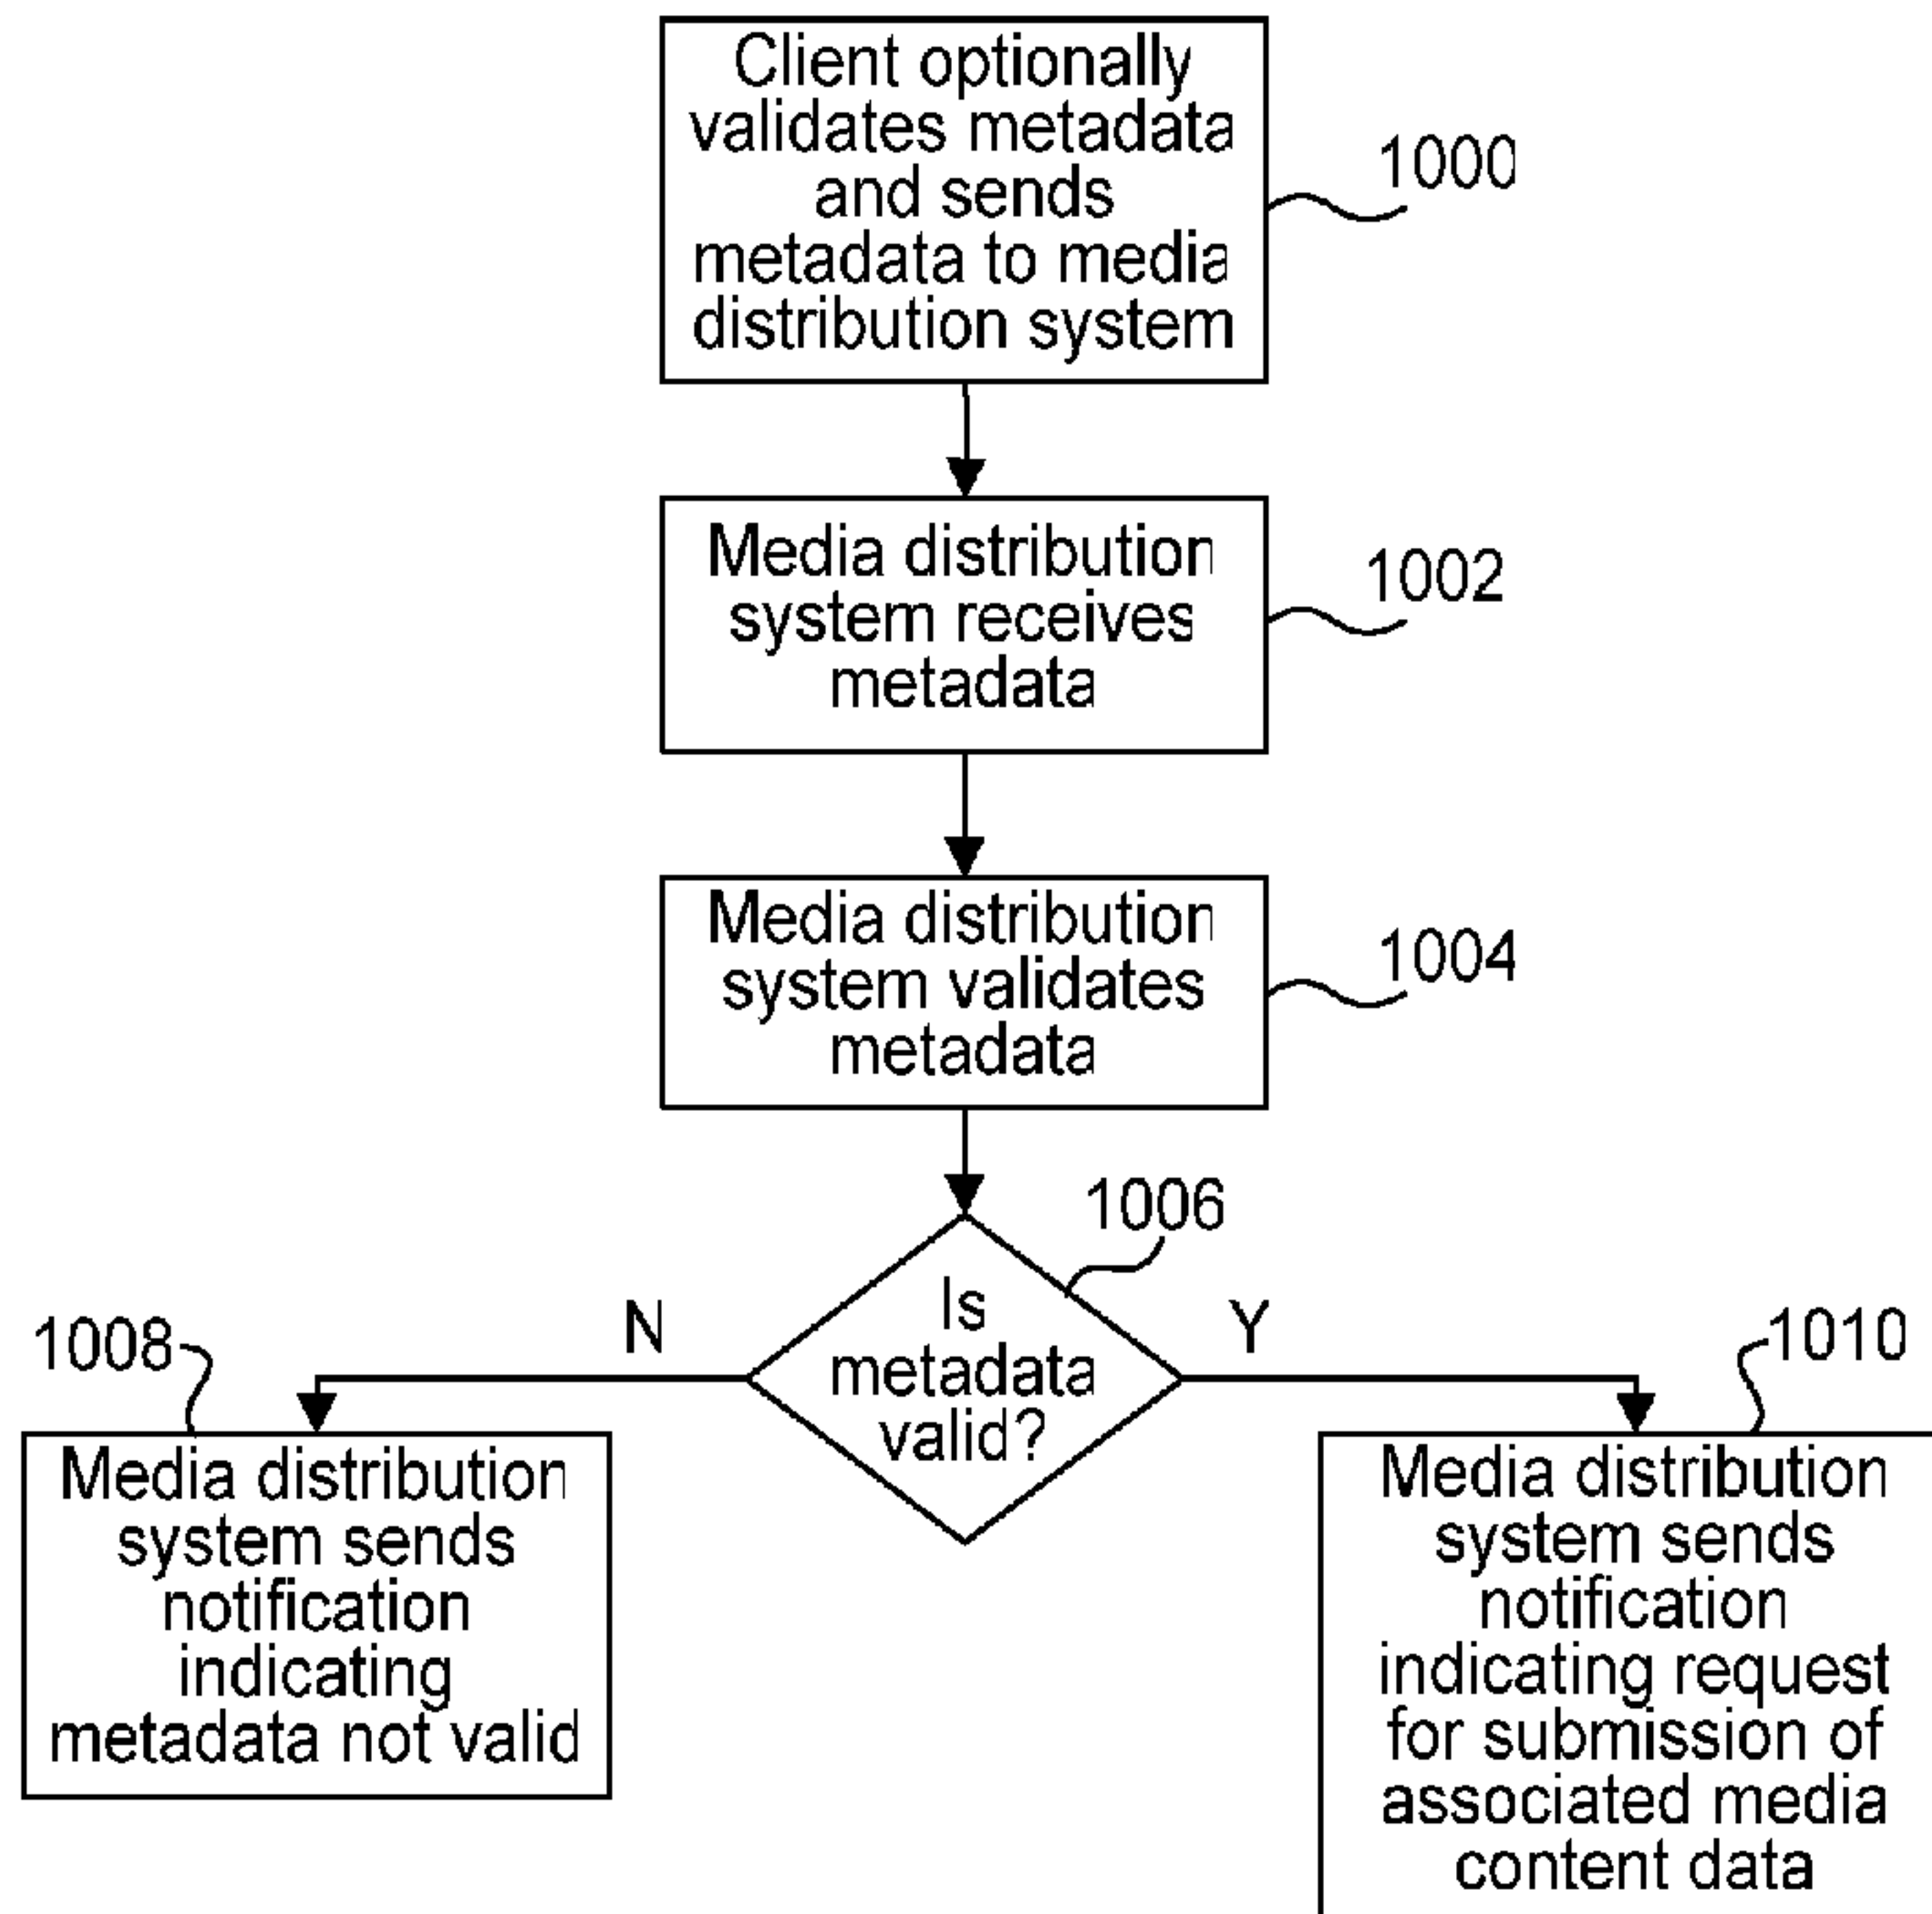 Client optionally
validates metadata
and sends
metadata to media
distribution system
1000
Media distribution
system receives
metadata
1002
Media distribution
system validates
metadata
1004
1006
Is
metadata
valid?
N
Y
1008
Media distribution
system sends
notification
indicating
metadata not valid
1010
Media distribution
system sends
notification
indicating request
for submission of
associated media
content data